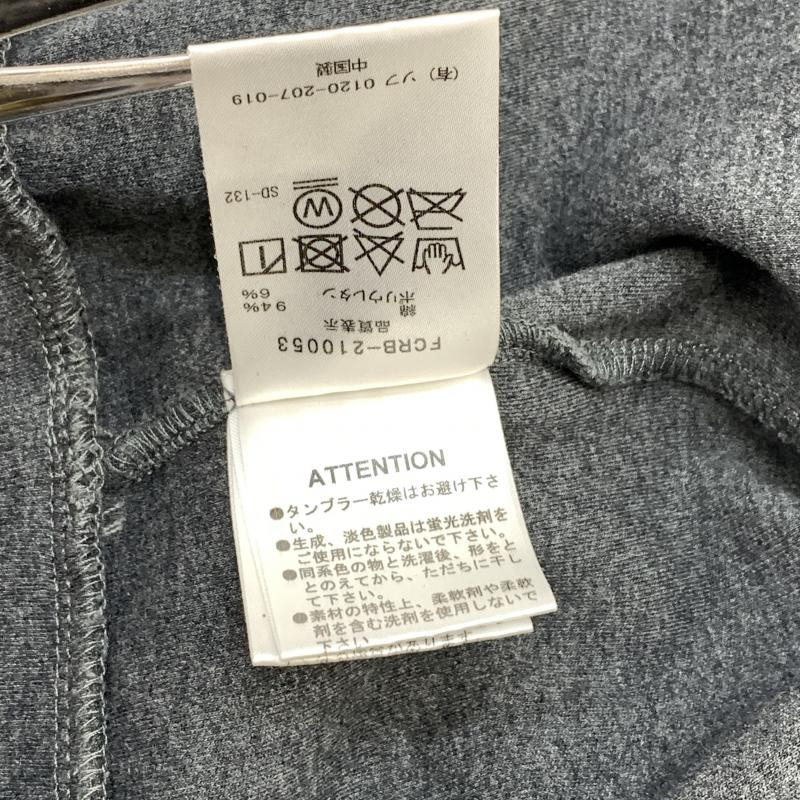 FCRB-210053
品質表示
綿 94%
ポリウレタン 6%
W
SD-132
(有) ソフ 0120-207-019
中国製
ATTENTION
●タンブラー乾燥はお避け下さ
い。
●生成、淡色製品は蛍光洗剤を
ご使用にならないで下さい。
●同系色の物と洗濯後、形をと
とのえてから、ただちに干し
て下さい。
●素材の特性上、柔軟剤や柔軟
剤を含む洗剤を使用しないで
下さい。
があります